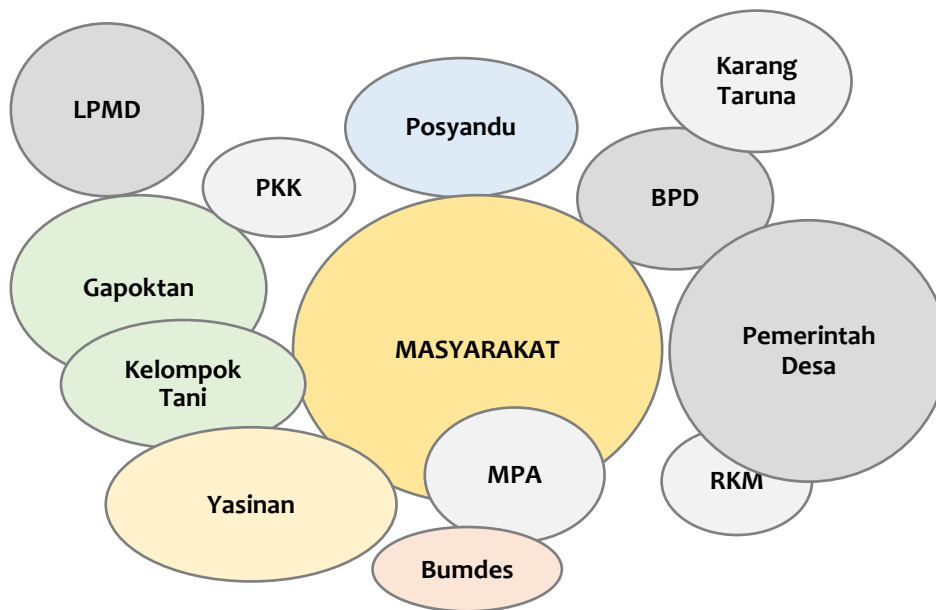 Karang
Taruna
LPMD
Posyandu
PKK
BPD
Gapoktan
MASYARAKAT
Pemerintah
Desa
Kelompok
Tani
MPA
RKM
Yasinan
Bumdes